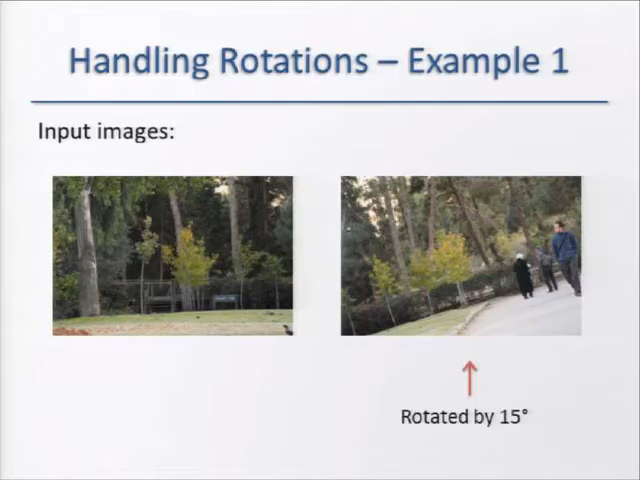 Handling Rotations – Example 1
Input images:
Rotated by 15°